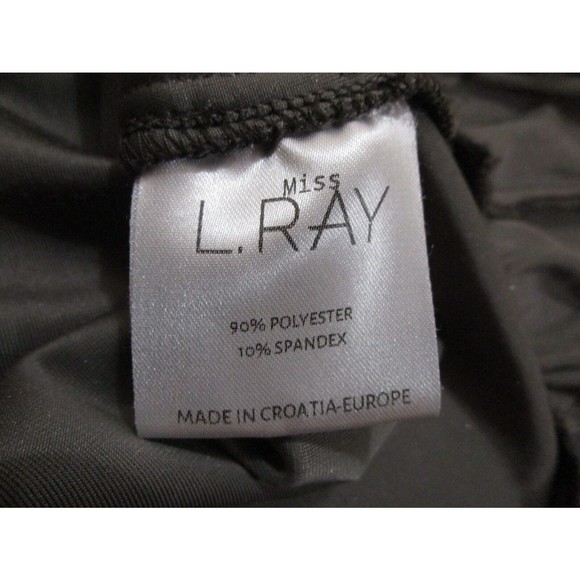 Miss
L.RAY
90% POLYESTER
10% SPANDEX
MADE IN CROATIA-EUROPE